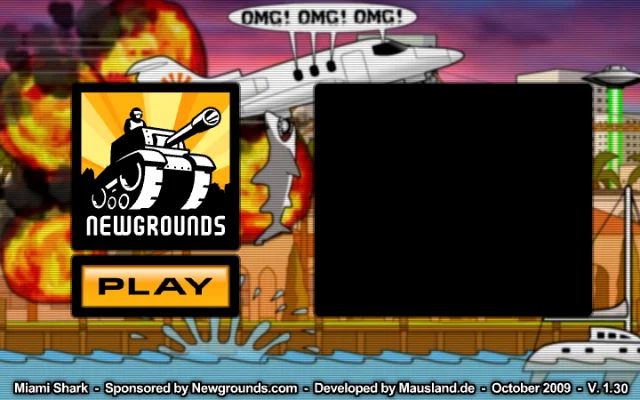 OMG! OMG! OMG!
NEWGROUNDS
PLAY
Miami Shark - Sponsored by Newgrounds.com - Developed by Mausland.de - October 2009 - V. 1.30